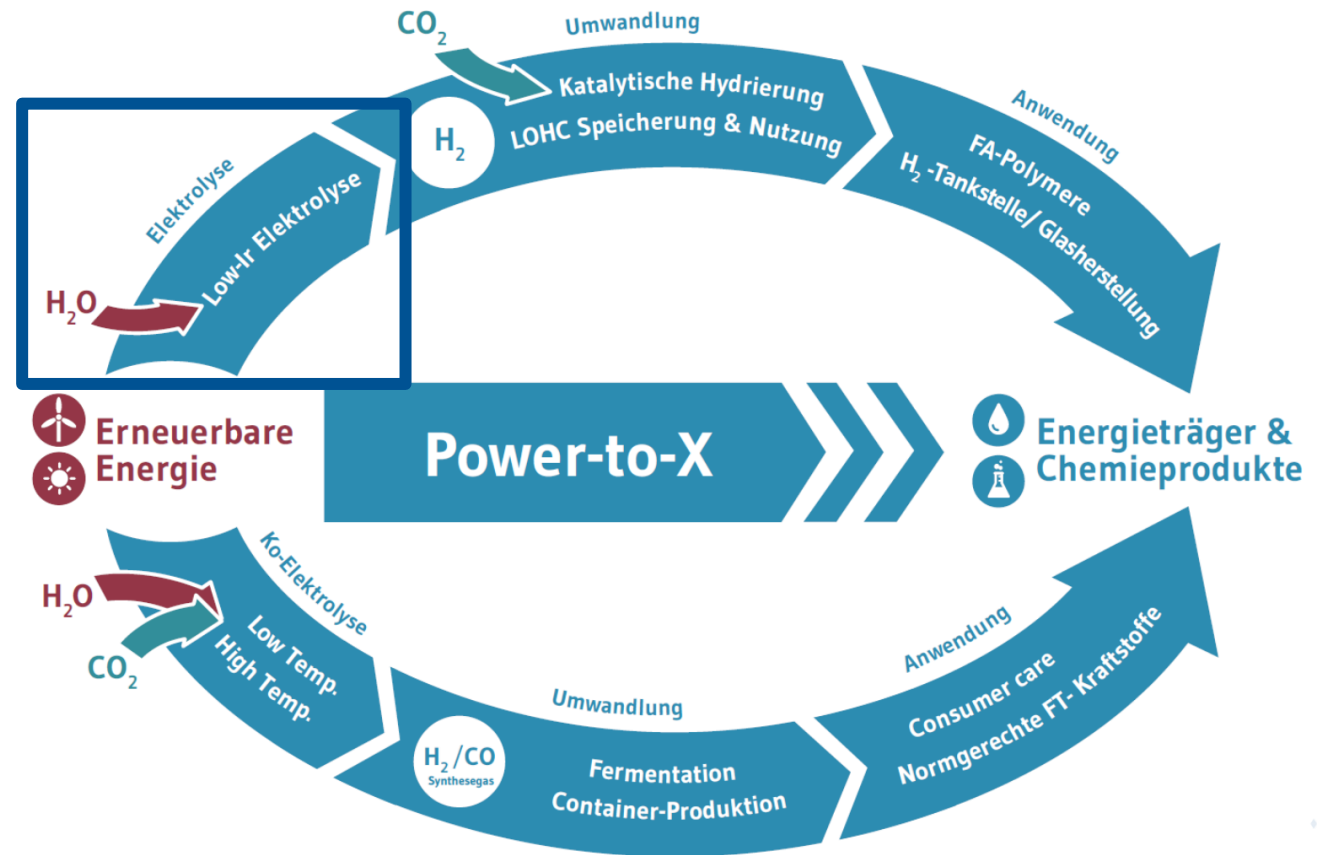 CO₂
Umwandlung
Katalytische Hydrierung
LOHC Speicherung & Nutzung
H₂
Anwendung
FA-Polymere
H₂-Tankstelle/Glasherstellung
Elektrolyse
Low-Ir Elektrolyse
H₂O
Erneuerbare
Energie
Power-to-X
Energieträger &
Chemieprodukte
H₂O
CO₂
Ko-Elektrolyse
Low Temp.
High Temp.
Umwandlung
H₂/CO
Synthesegas
Fermentation
Container-Produktion
Anwendung
Consumer care
Normgerechte FT- Kraftstoffe